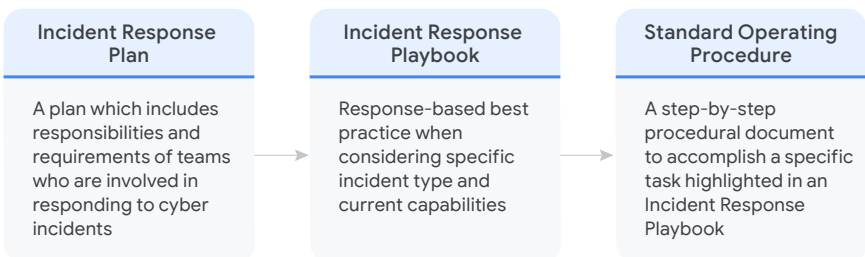 Incident Response
Plan
A plan which includes
responsibilities and
requirements of teams
who are involved in
responding to cyber
incidents
Incident Response
Playbook
Response-based best
practice when
considering specific
incident type and
current capabilities
Standard Operating
Procedure
A step-by-step
procedural document
to accomplish a specific
task highlighted in an
Incident Response
Playbook